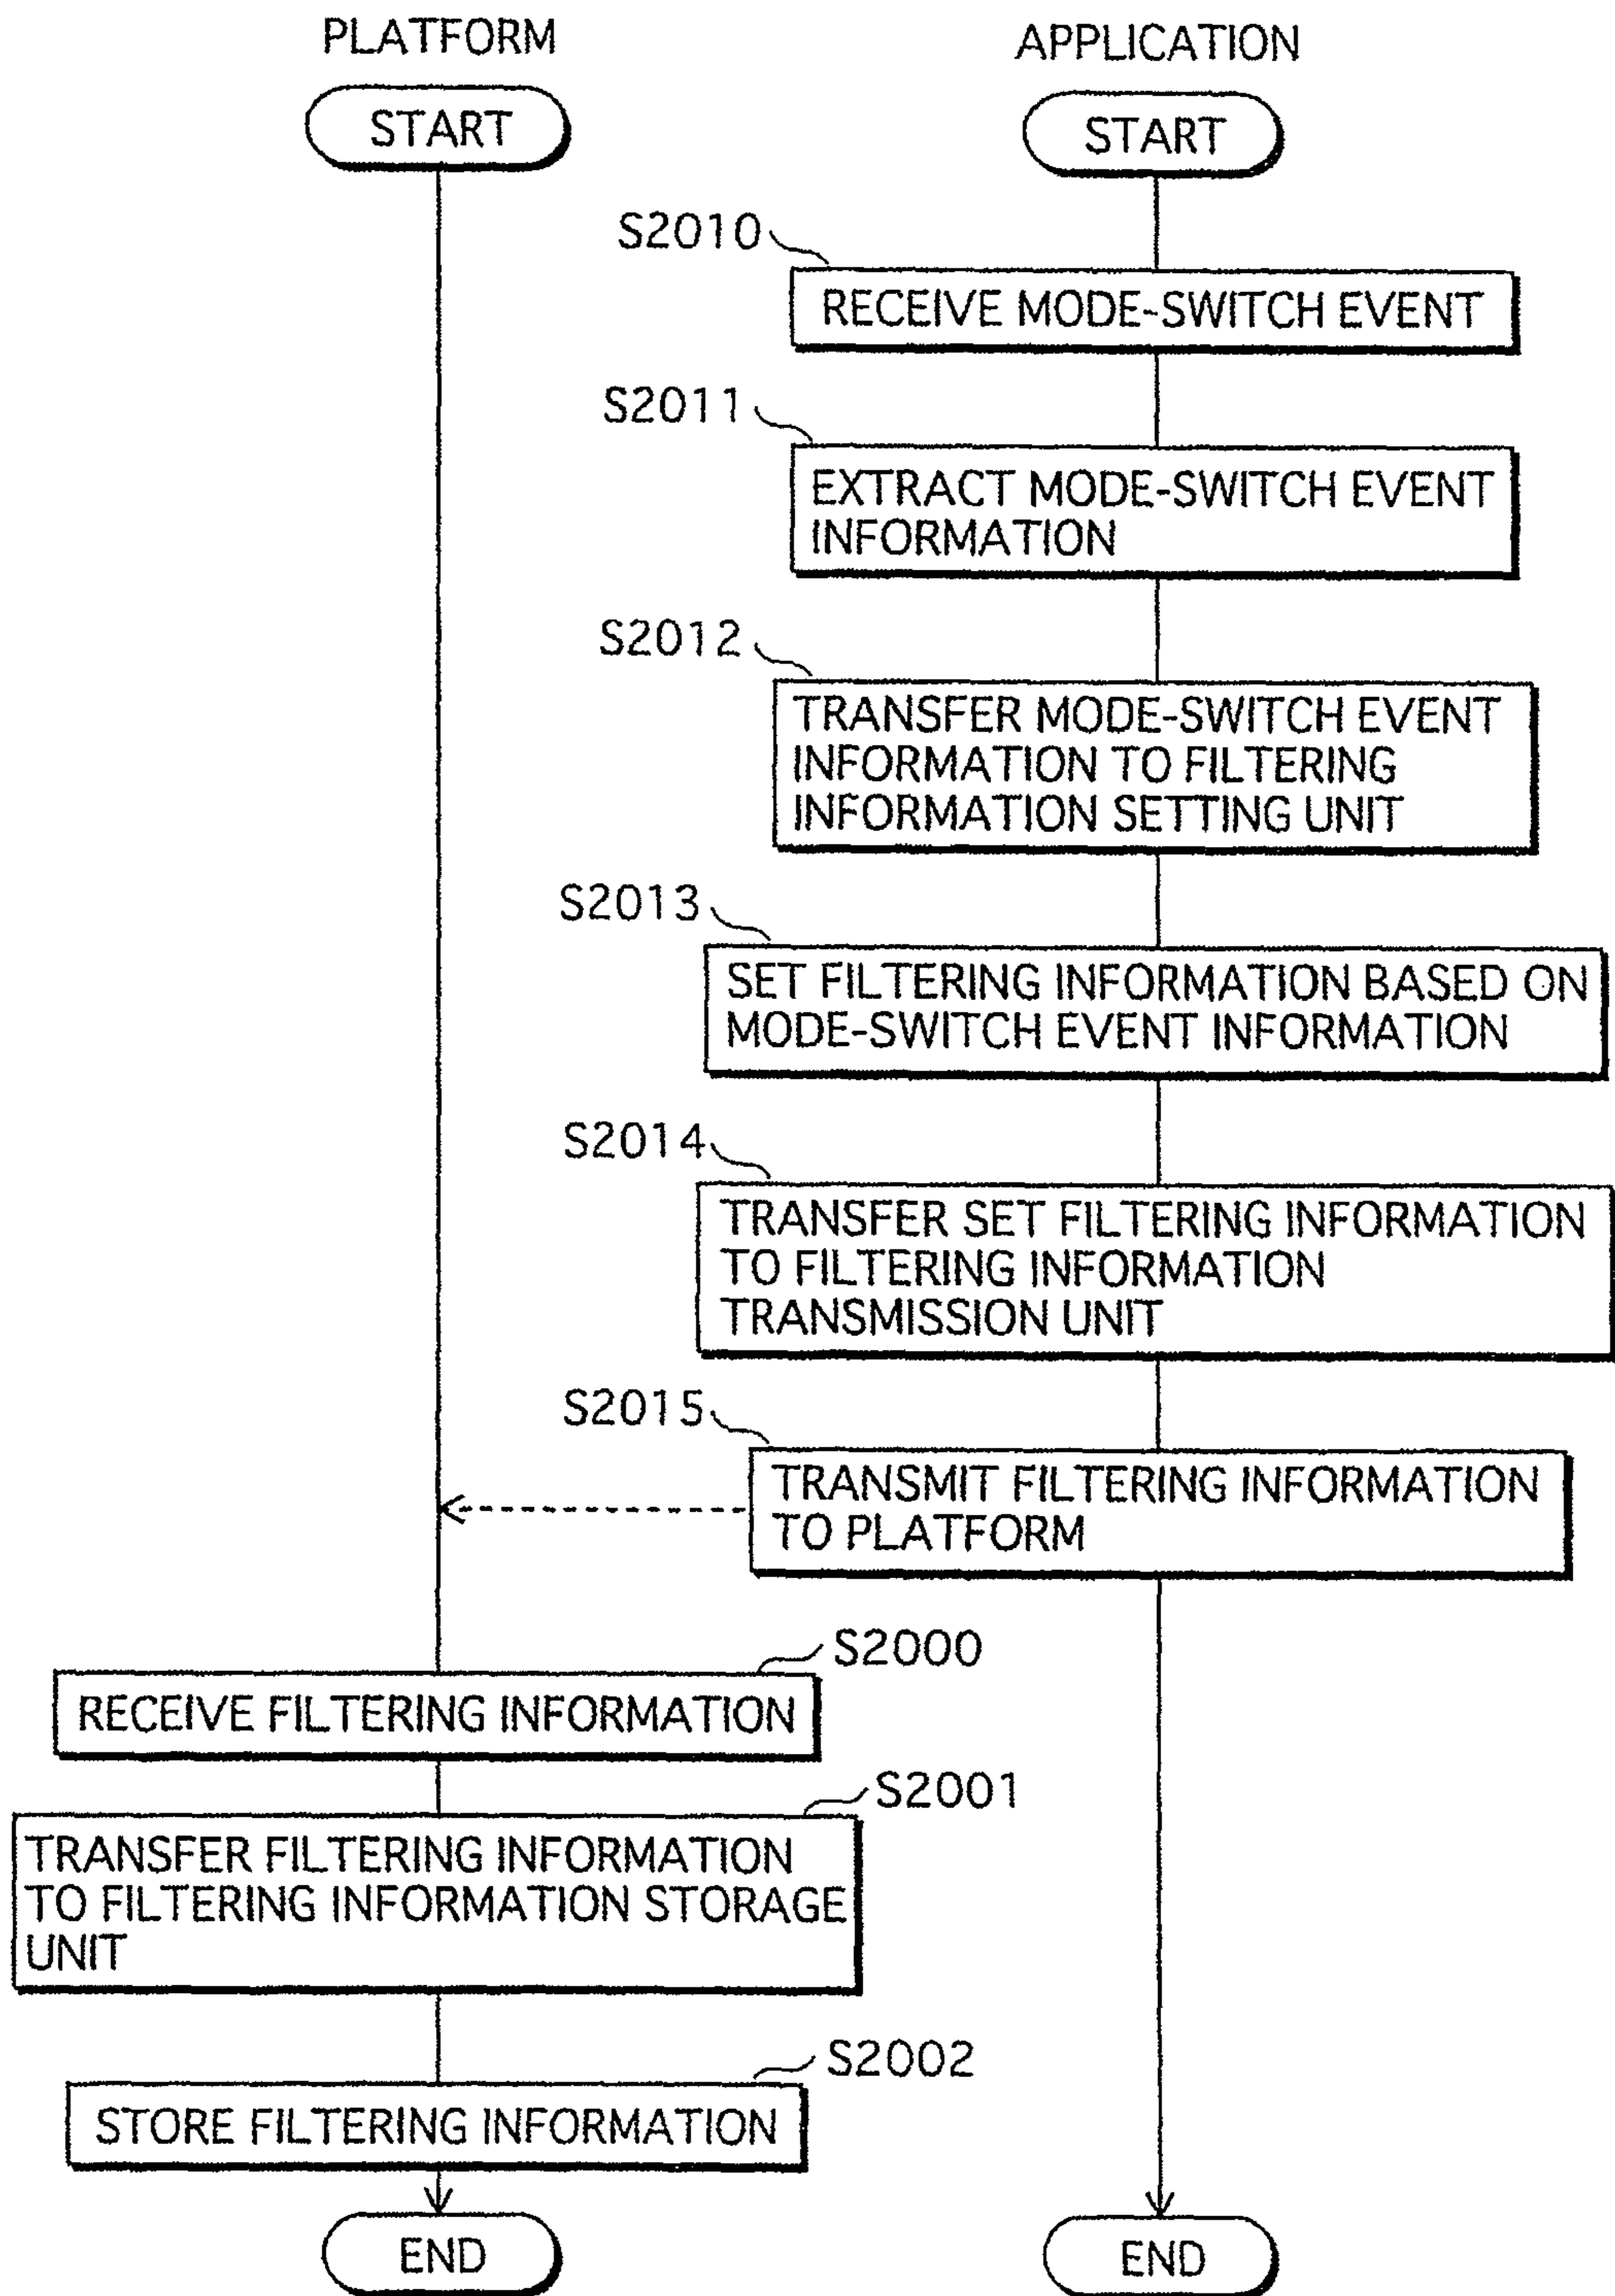 PLATFORM
APPLICATION
START
START
S2010
RECEIVE MODE-SWITCH EVENT
S2011
EXTRACT MODE-SWITCH EVENT
INFORMATION
S2012
TRANSFER MODE-SWITCH EVENT
INFORMATION TO FILTERING
INFORMATION SETTING UNIT
S2013
SET FILTERING INFORMATION BASED ON
MODE-SWITCH EVENT INFORMATION
S2014
TRANSFER SET FILTERING INFORMATION
TO FILTERING INFORMATION
TRANSMISSION UNIT
S2015
TRANSMIT FILTERING INFORMATION
TO PLATFORM
S2000
RECEIVE FILTERING INFORMATION
S2001
TRANSFER FILTERING INFORMATION
TO FILTERING INFORMATION STORAGE
UNIT
S2002
STORE FILTERING INFORMATION
END
END